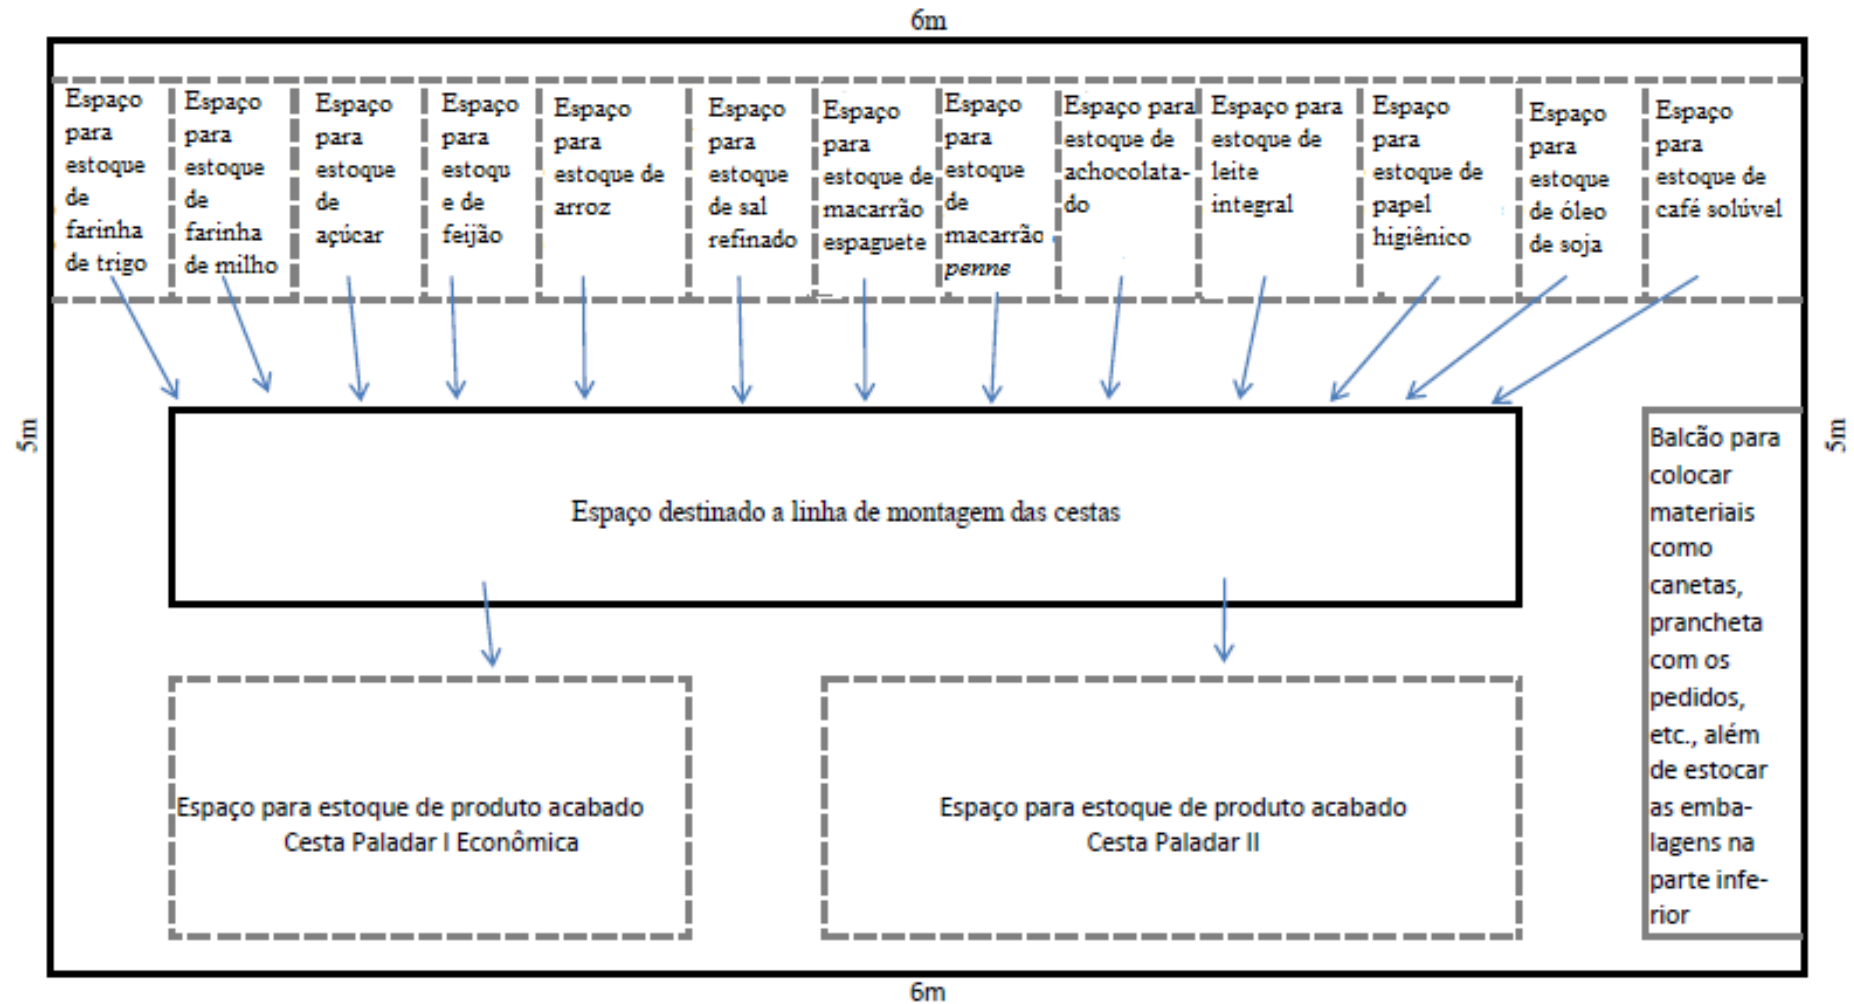 6m
Espaço
para
estoque
de
farinha
de trigo
Espaço
para
estoque
de
farinha
de milho
Espaço
para
estoque
de
açúcar
Espaço
para
estoqu
e de
feijão
Espaço
para
estoque de
arroz
Espaço
para
estoque
de sal
refinado
Espaço
para
estoque de
macarrão
espaguete
Espaço
para
estoque
de
macarrão
penne
Espaço para
estoque de
achocolata-
do
Espaço para
estoque de
leite
integral
Espaço
para
estoque de
papel
higiênico
Espaço
para
estoque
de óleo
de soja
Espaço
para
estoque de
café solúvel
5m
5m
Espaço destinado a linha de montagem das cestas
Balcão para
colocar
materiais
como
canetas,
prancheta
com os
pedidos,
etc., além
de estocar
as emba-
lagens na
parte infe-
rior
Espaço para estoque de produto acabado
Cesta Paladar I Econômica
Espaço para estoque de produto acabado
Cesta Paladar II
6m